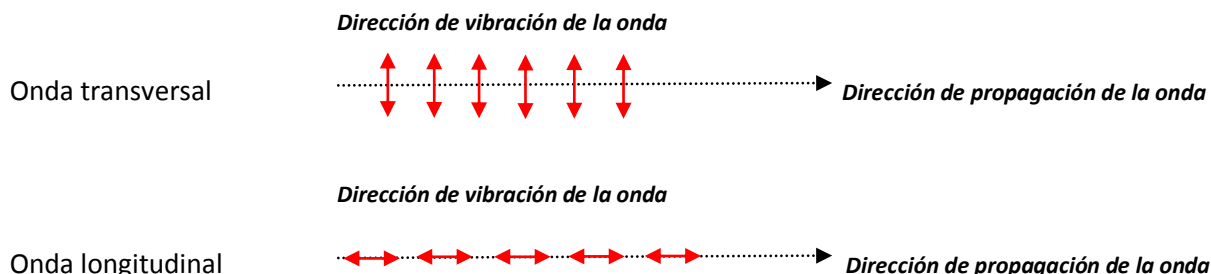 Dirección de vibración de la onda
Onda transversal
Dirección de propagación de la onda
Dirección de vibración de la onda
Onda longitudinal
Dirección de propagación de la onda